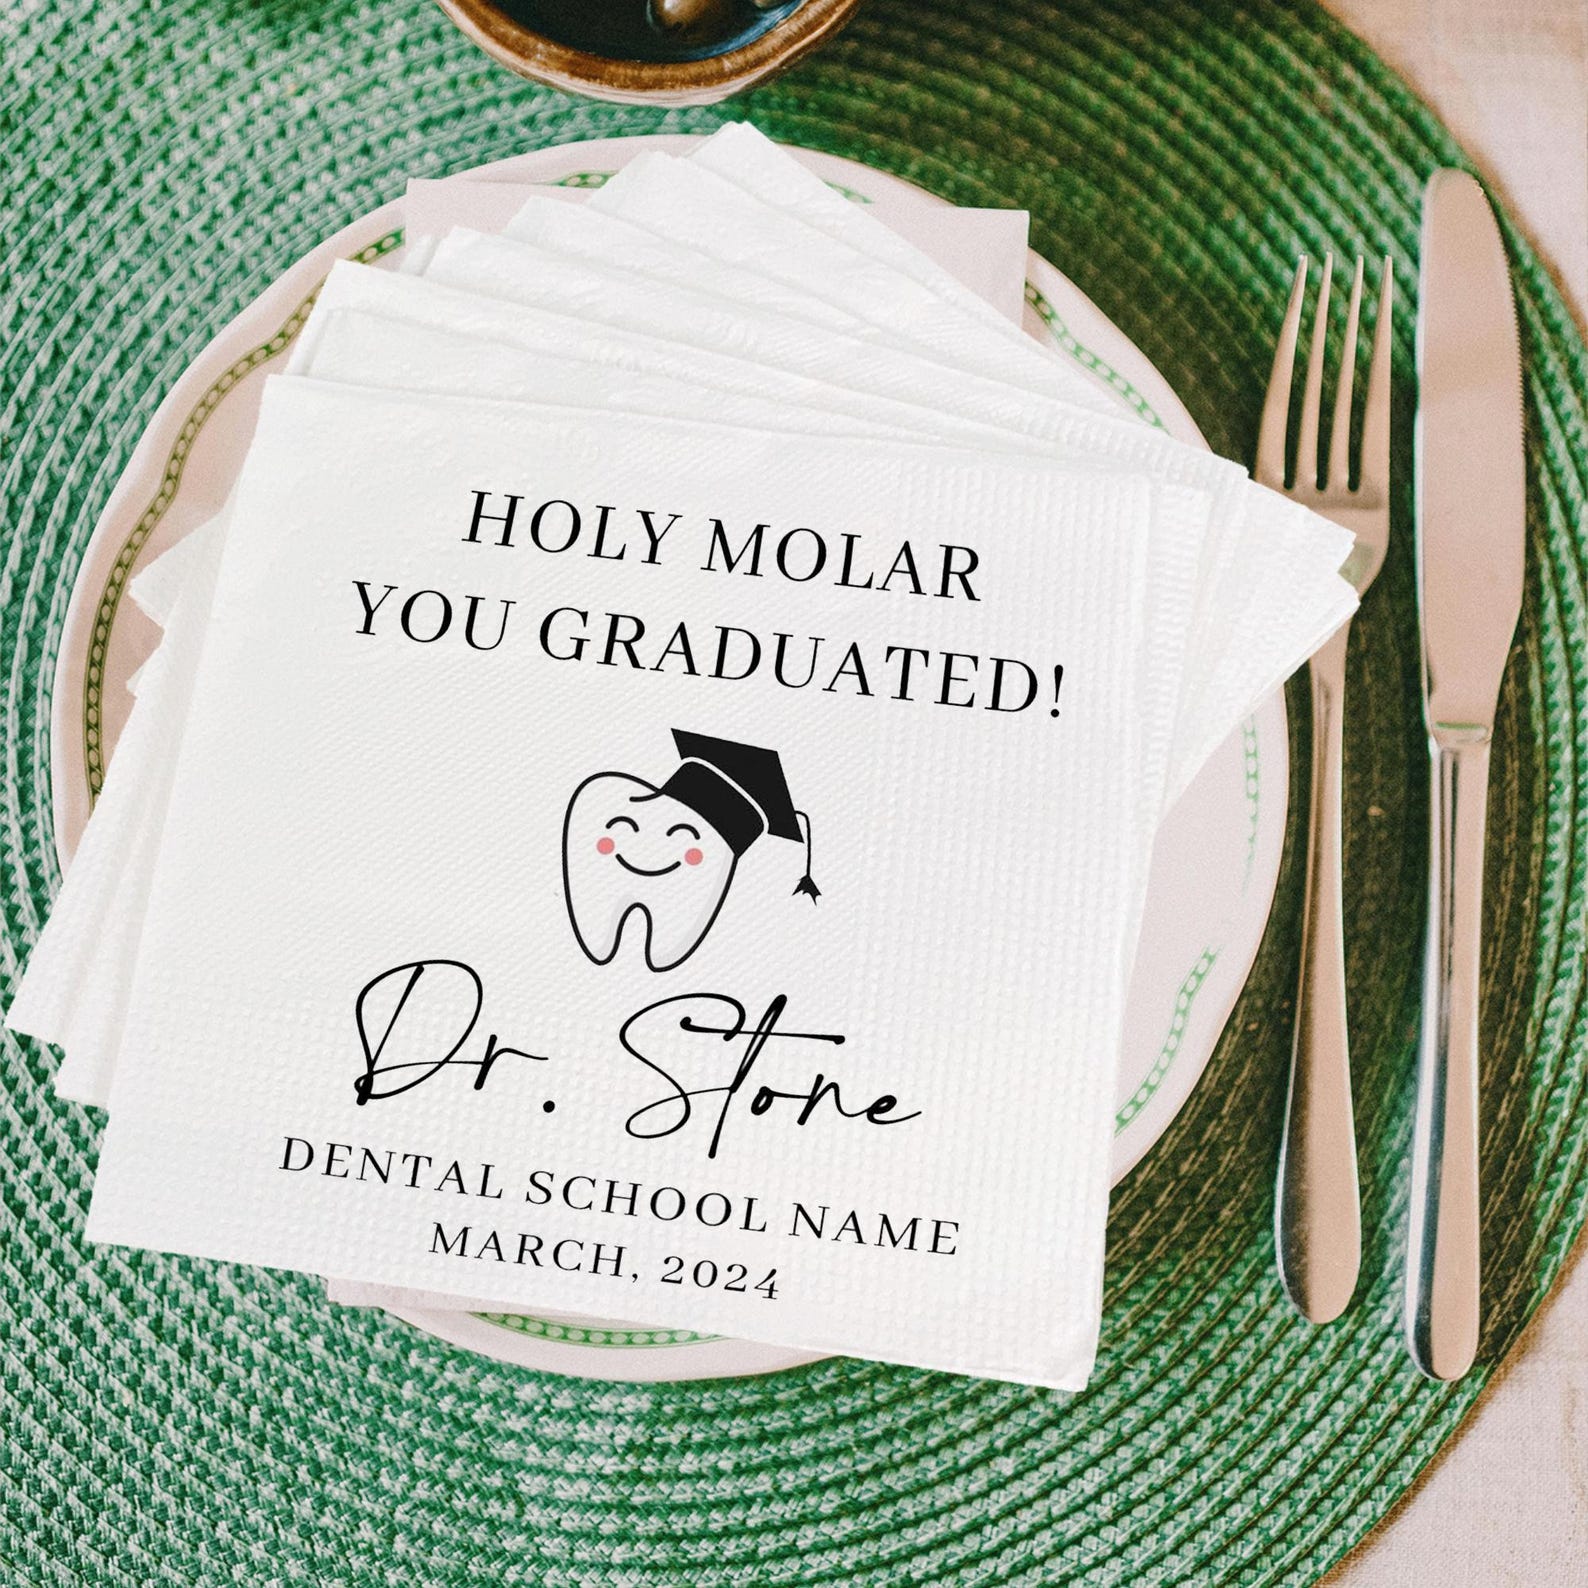 HOLY MOLAR
YOU GRADUATED!
Dr. Stone
DENTAL SCHOOL NAME
MARCH, 2024